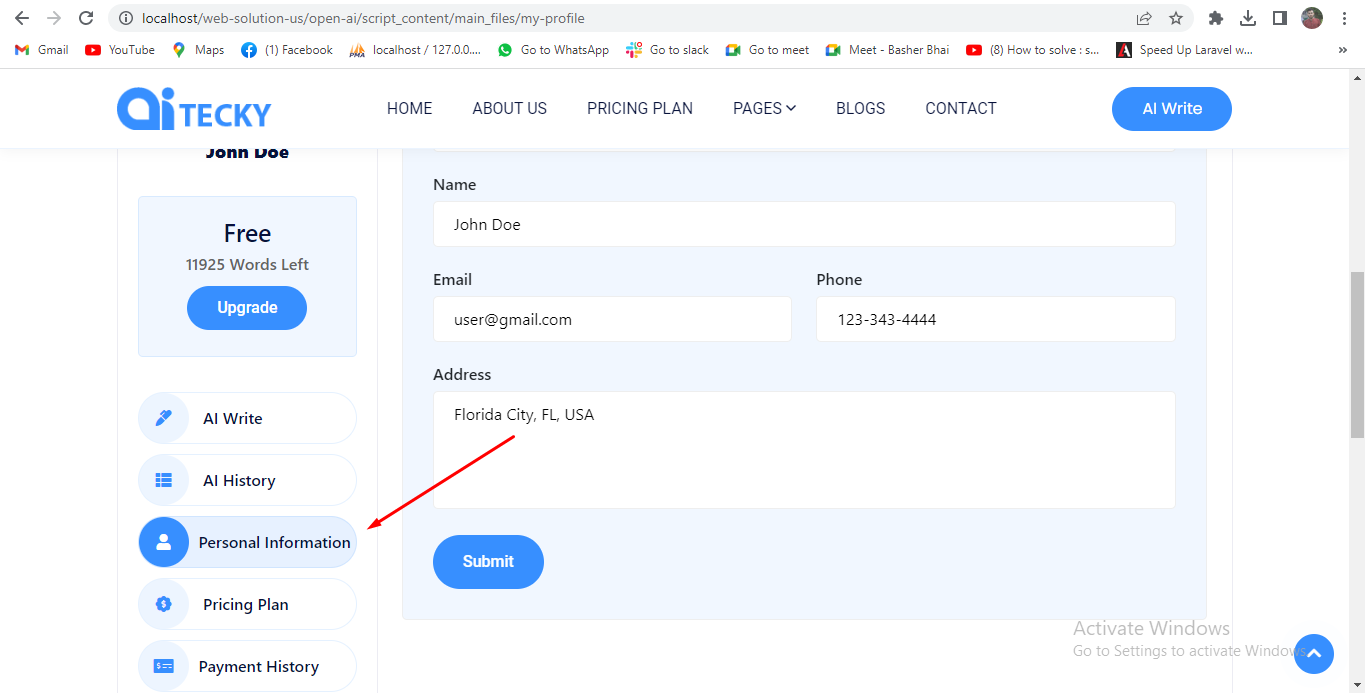 localhost/web-solution-us/open-ai/script_content/main_files/my-profile
Gmail YouTube Maps (1) Facebook localhost / 127.0.0.... Go to WhatsApp Go to slack Go to meet Meet - Basher Bhai (8) How to solve : s... Speed Up Laravel w... »
ai TECKY HOME ABOUT US PRICING PLAN PAGES BLOGS CONTACT AI Write
John Doe
Free
11925 Words Left
Upgrade
AI Write
AI History
Personal Information
Pricing Plan
Payment History
Name
John Doe
Email Phone
user@gmail.com 123-343-4444
Address
Florida City, FL, USA
Submit
Activate Windows
Go to Settings to activate Windows.